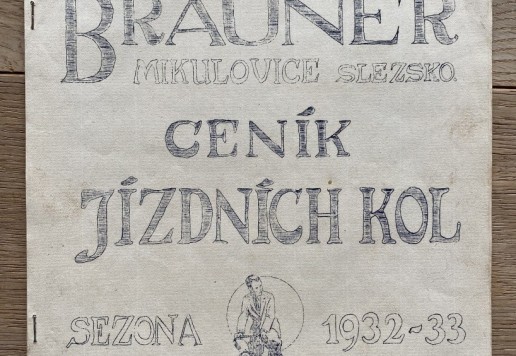 BRAUNER
MIKULOVICE SLEZSKO.
CENÍK
JÍZDNÍCH KOL
SEZONA 1932-33